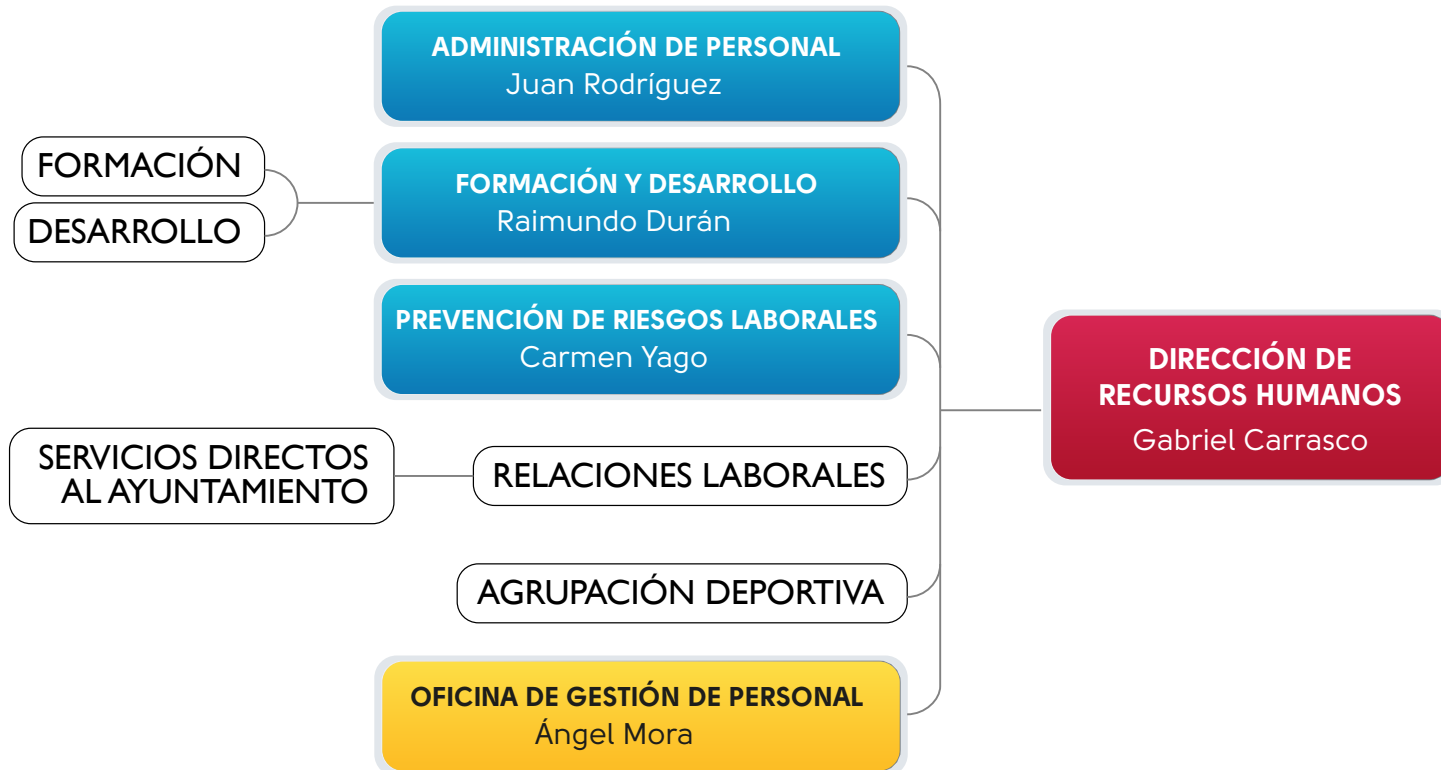 ADMINISTRACIÓN DE PERSONAL
Juan Rodríguez
FORMACIÓN
DESARROLLO
FORMACIÓN Y DESARROLLO
Raimundo Durán
PREVENCIÓN DE RIESGOS LABORALES
Carmen Yago
DIRECCIÓN DE
RECURSOS HUMANOS
Gabriel Carrasco
SERVICIOS DIRECTOS
AL AYUNTAMIENTO
RELACIONES LABORALES
AGRUPACIÓN DEPORTIVA
OFICINA DE GESTIÓN DE PERSONAL
Ángel Mora